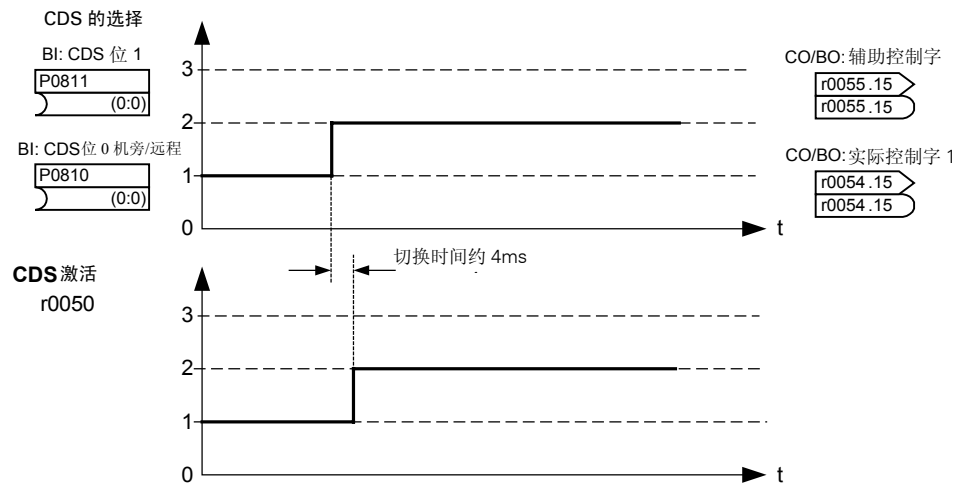 CDS 的选择
BI: CDS 位 1
P0811
(0:0)
BI: CDS位 0 机旁/远程
P0810
(0:0)
3
2
1
0
t
CO/BO: 辅助控制字
r0055.15
r0055.15
CO/BO: 实际控制字 1
r0054.15
r0054.15
切换时间约 4ms
CDS激活
r0050
3
2
1
0
t